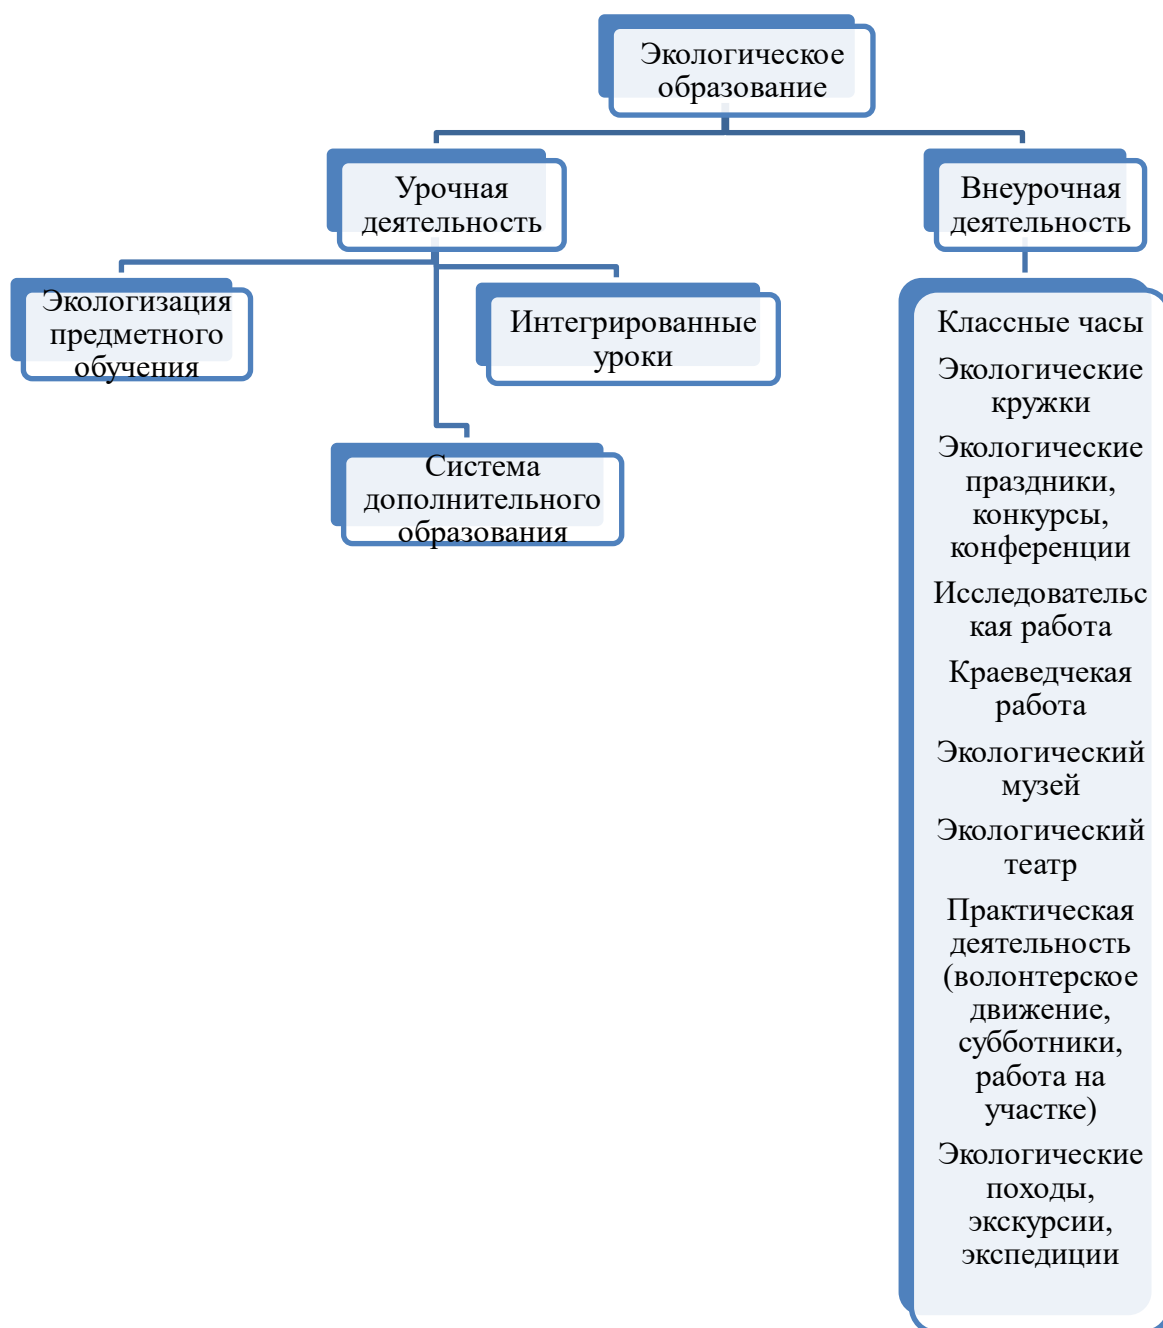 Экологическое
образование
Урочная
деятельность
Внеурочная
деятельность
Экологизация
предметного
обучения
Интегрированные
уроки
Система
дополнительного
образования
Классные часы
Экологические
кружки
Экологические
праздники,
конкурсы,
конференции
Исследовательс
кая работа
Краеведчекая
работа
Экологический
музей
Экологический
театр
Практическая
деятельность
(волонтерское
движение,
субботники,
работа на
участке)
Экологические
походы,
экскурсии,
экспедиции